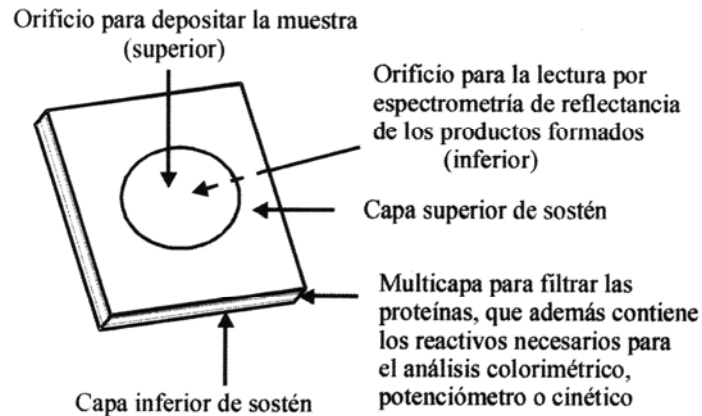 Orificio para depositar la muestra
(superior)
Orificio para la lectura por
espectrometría de reflectancia
de los productos formados
(inferior)
Capa superior de sostén
Multicapa para filtrar las
proteínas, que además contiene
los reactivos necesarios para
el análisis colorimétrico,
potenciómetro o cinético
Capa inferior de sostén